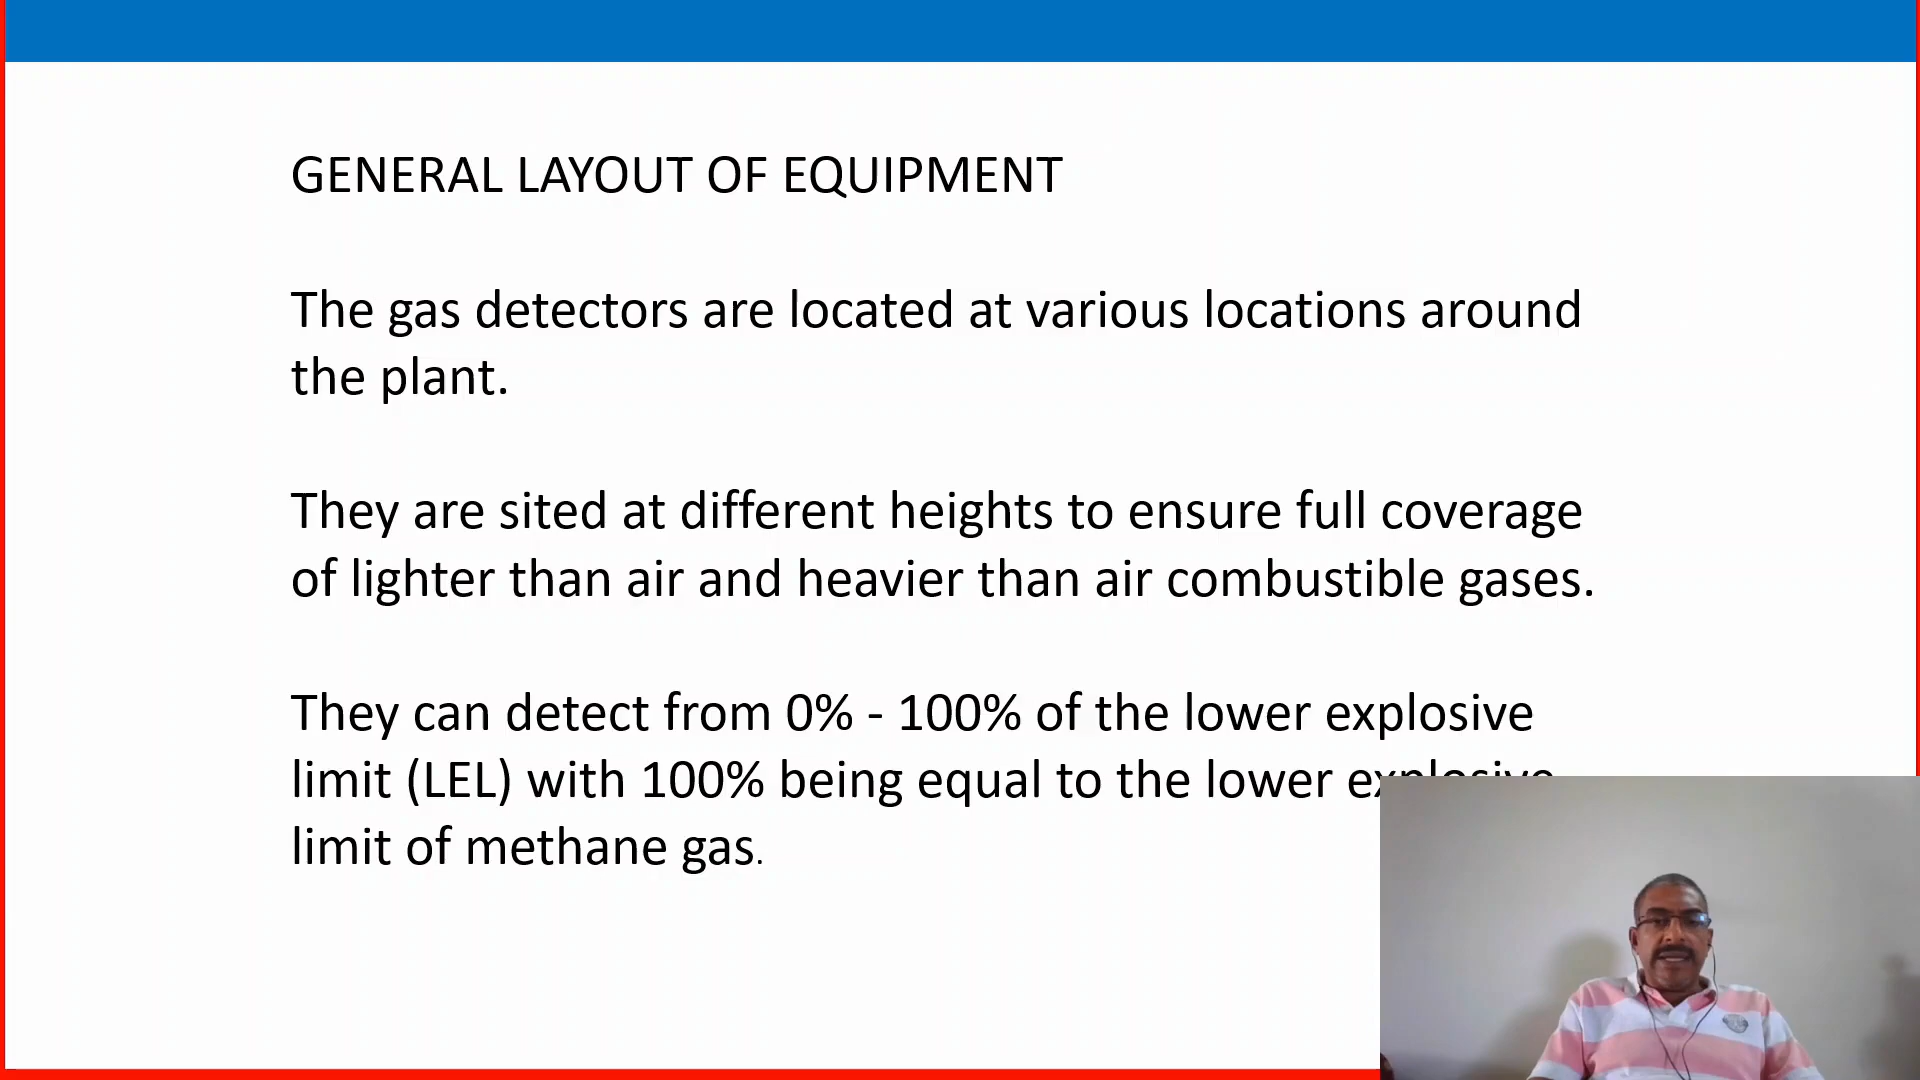 GENERAL LAYOUT OF EQUIPMENT
The gas detectors are located at various locations around
the plant.
They are sited at different heights to ensure full coverage
of lighter than air and heavier than air combustible gases.
They can detect from 0% - 100% of the lower explosive
limit (LEL) with 100% being equal to the lower explosive
limit of methane gas.